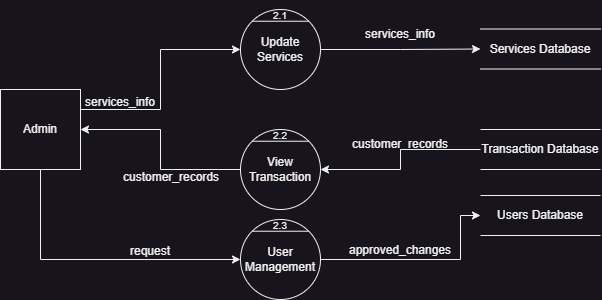 2.1
Update
Services
services_info
Services Database
services_info
Admin
2.2
View
Transaction
customer_records
Transaction Database
customer_records
2.3
User
Management
request
approved_changes
Users Database